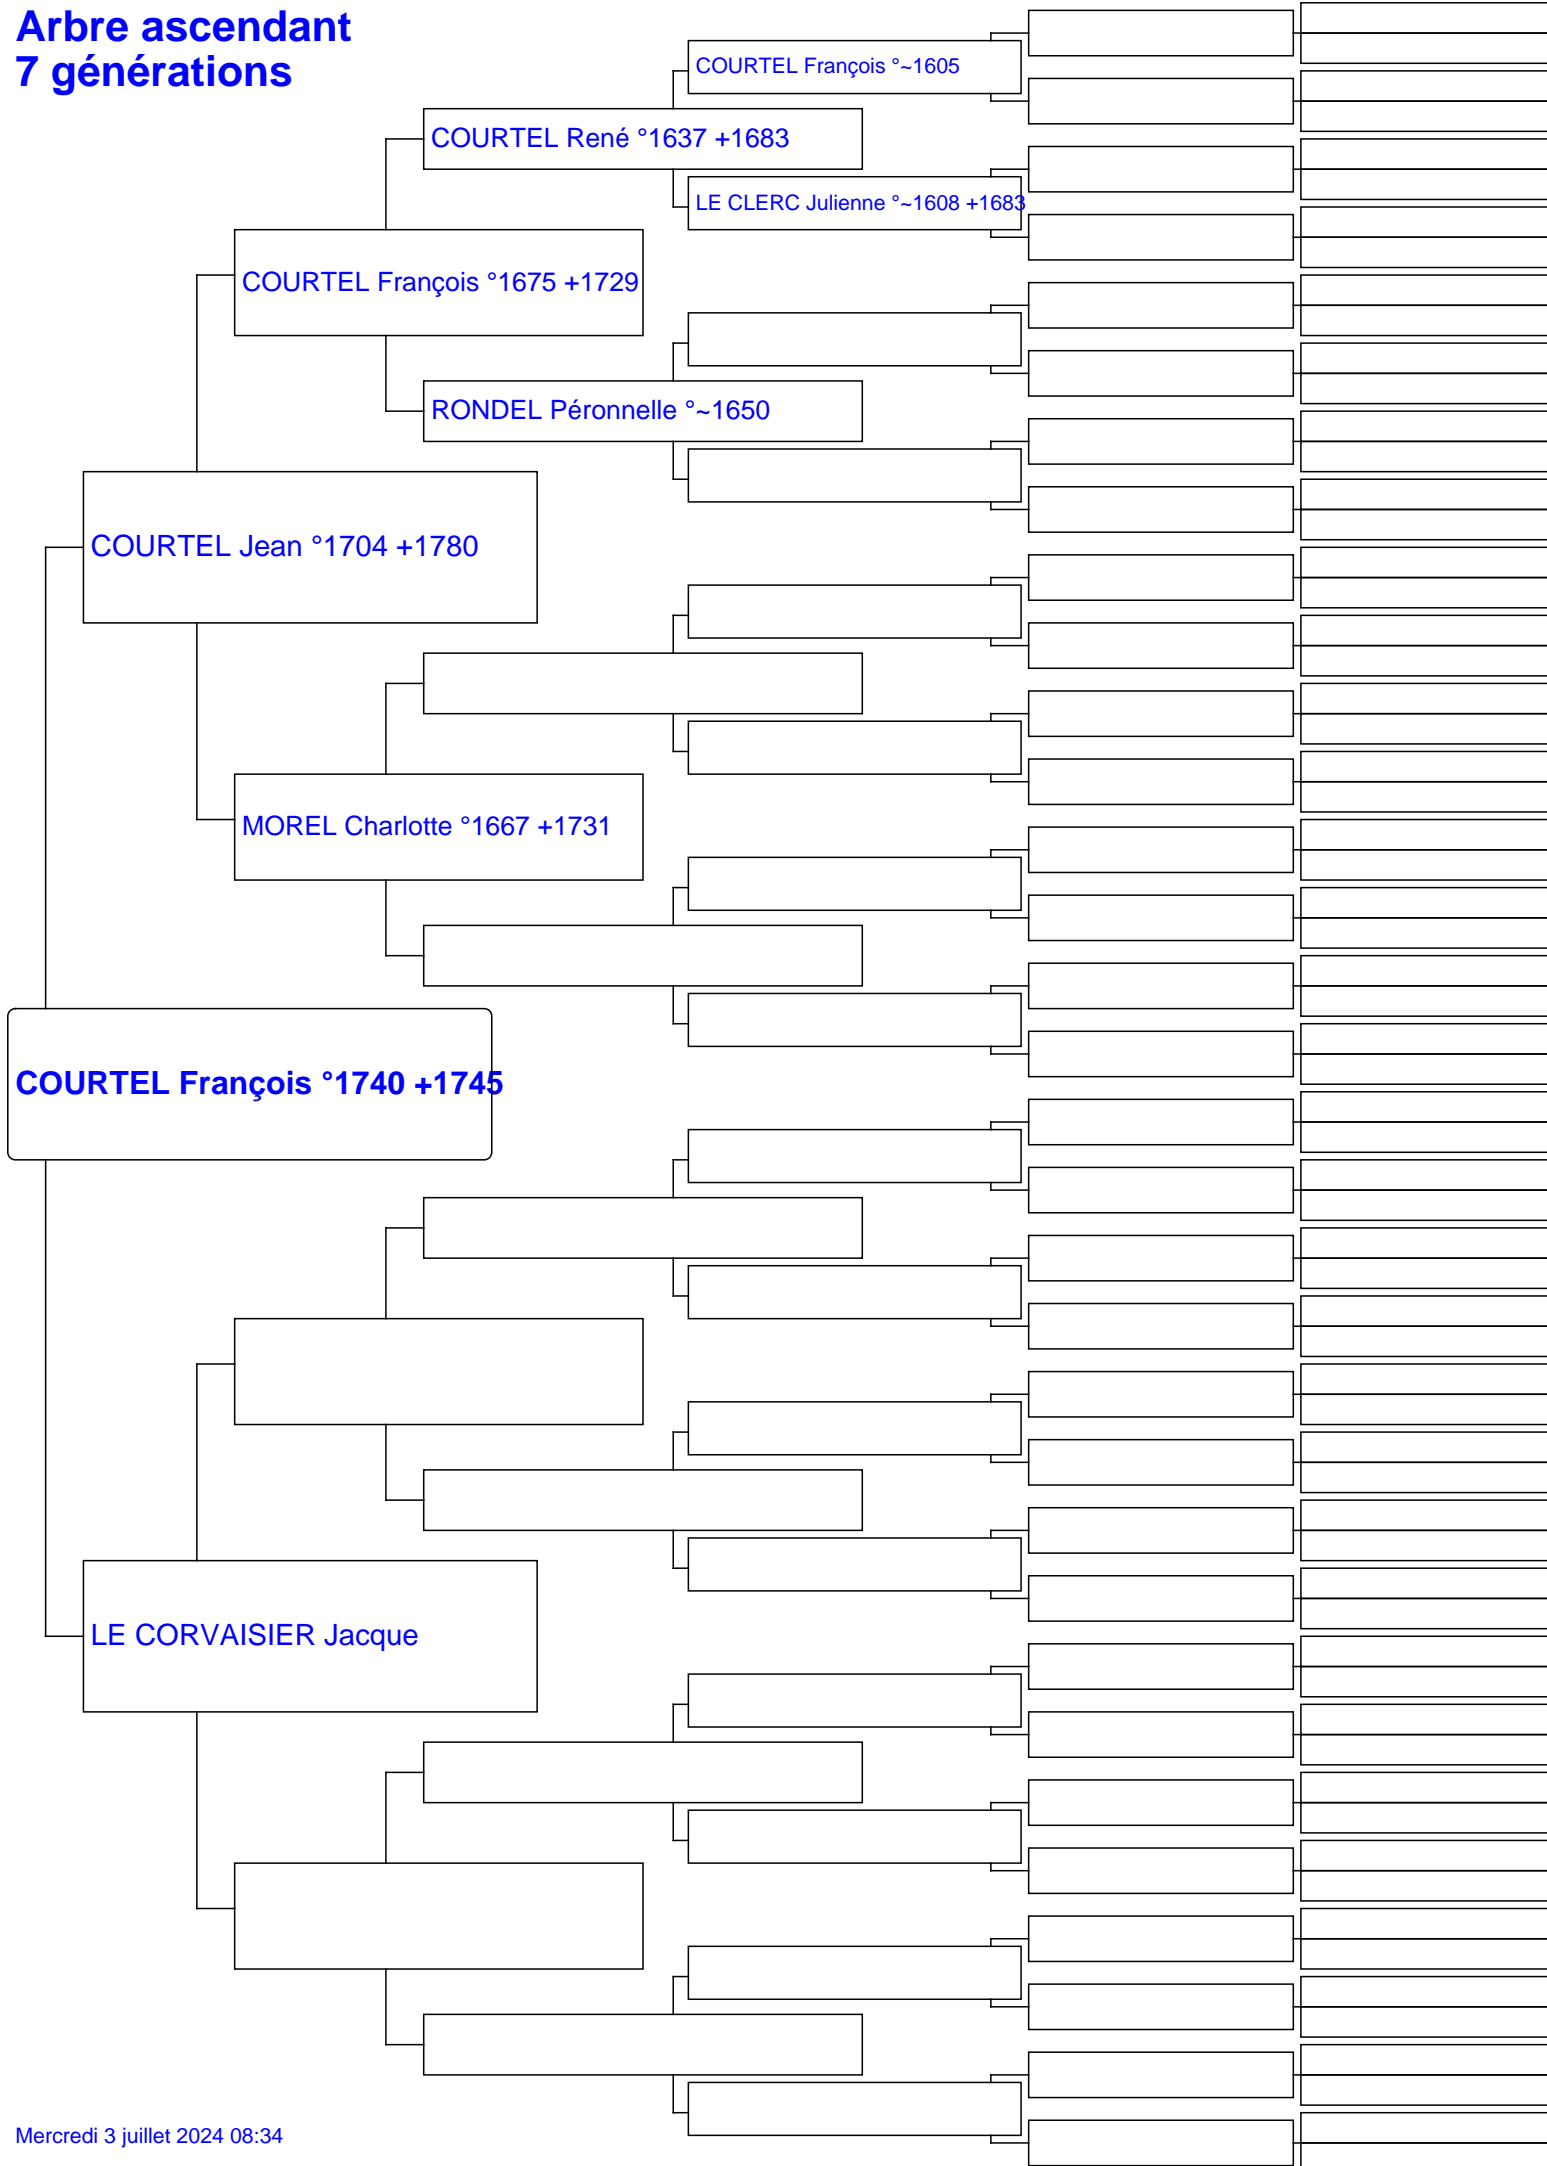 Arbre ascendant
7 générations
COURTEL François °~1605
COURTEL René °1637 +1683
LE CLERC Julienne °~1608 +1683
COURTEL François °1675 +1729
RONDEL Péronnelle °~1650
COURTEL Jean °1704 +1780
MOREL Charlotte °1667 +1731
COURTEL François °1740 +1745
LE CORVAISIER Jacque
Mercredi 3 juillet 2024 08:34